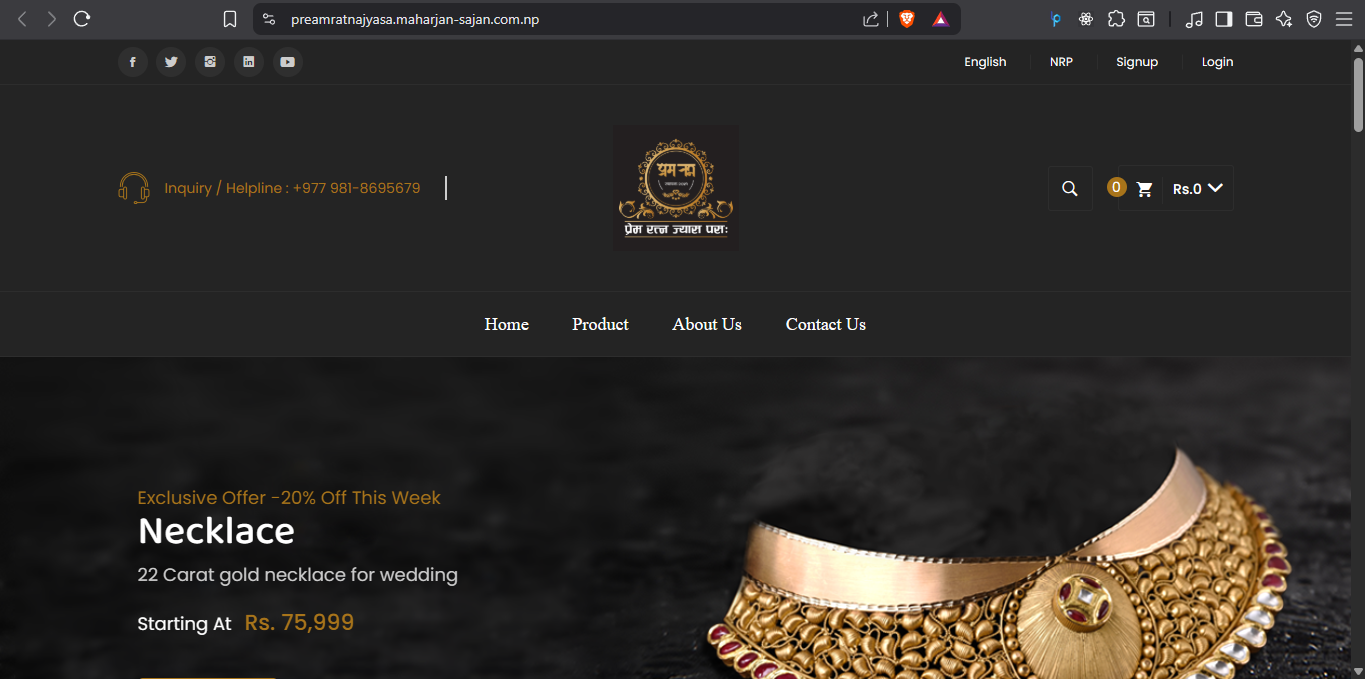 preamratnajyasa.maharjan-sajan.com.np
English NRP Signup Login
Inquiry / Helpline : +977 981-8695679
प्रेम रत्न ज्यासा पसः
0 Rs.0
Home Product About Us Contact Us
Exclusive Offer -20% Off This Week
Necklace
22 Carat gold necklace for wedding
Starting At Rs. 75,999